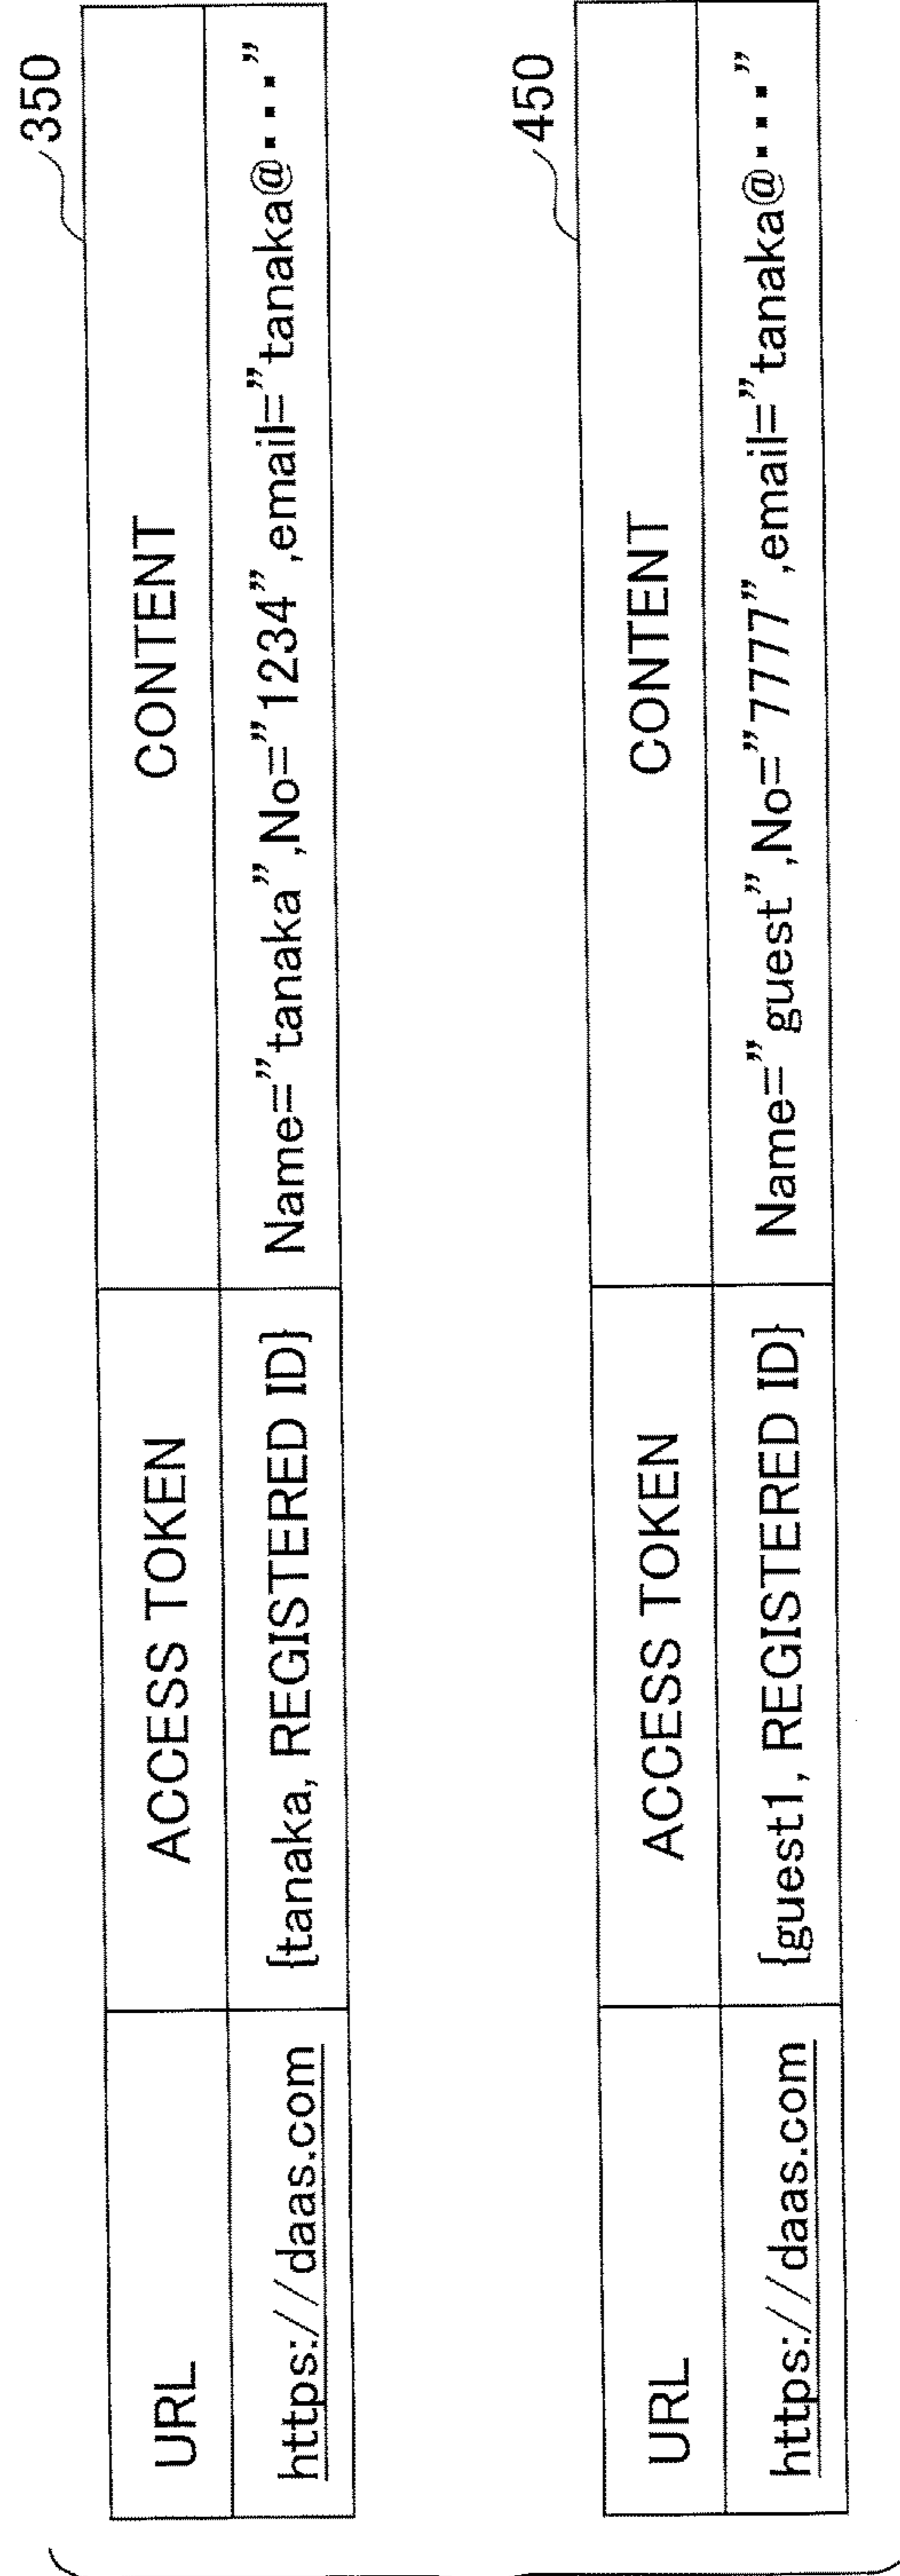 350
URL ACCESS TOKEN CONTENT
https://daas.com {tanaka, REGISTERED ID} Name=”tanaka”,No=”1234”,email=”tanaka@▪▪▪”
450
URL ACCESS TOKEN CONTENT
https://daas.com {guest1, REGISTERED ID} Name=”guest”,No=”7777”,email=”tanaka@▪▪▪”